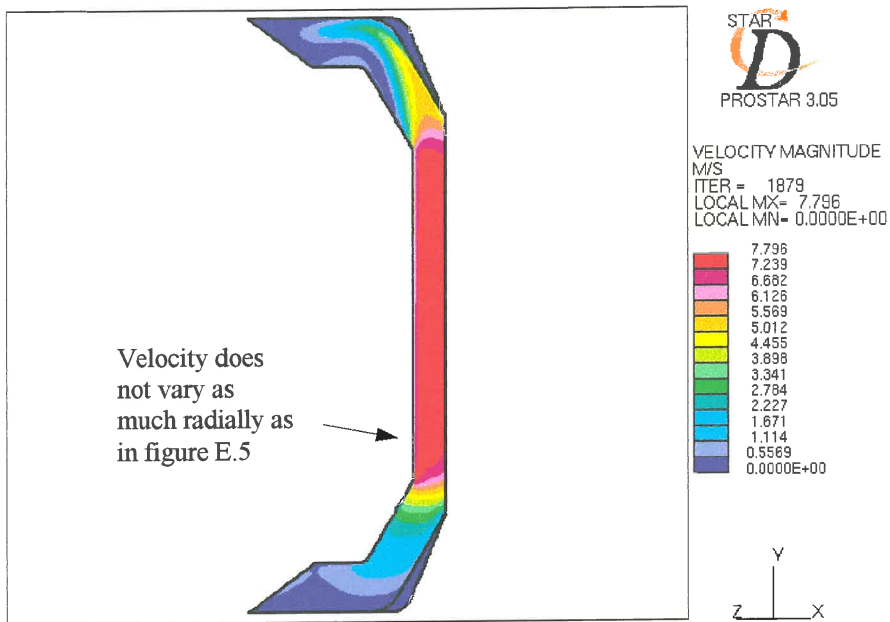 STAR
CD
PROSTAR 3.05
VELOCITY MAGNITUDE
M/S
ITER = 1879
LOCAL MX= 7.796
LOCAL MN= 0.0000E+00
7.796
7.239
6.682
6.126
5.569
5.012
4.455
3.898
3.341
2.784
2.227
1.671
1.114
0.5569
0.0000E+00
Velocity does
not vary as
much radially as
in figure E.5
Y
Z X